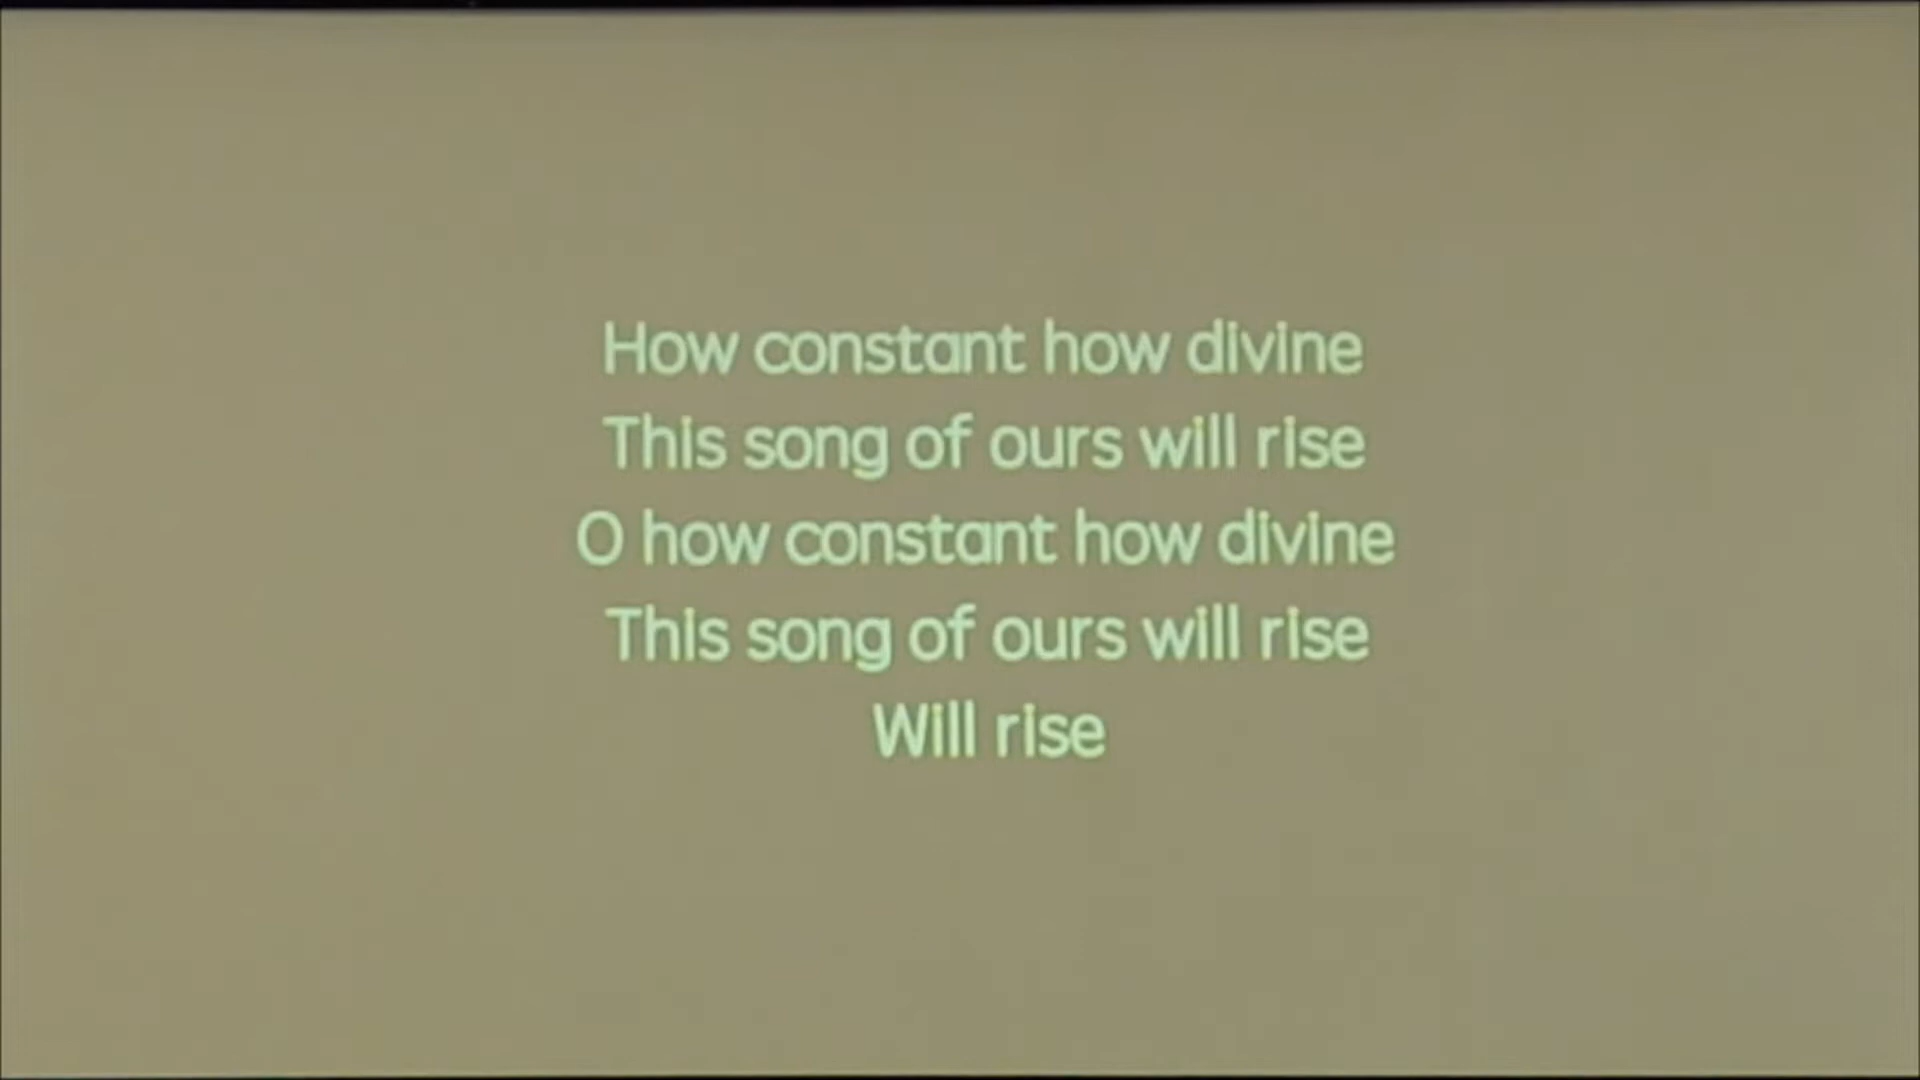 How constant how divine
This song of ours will rise
O how constant how divine
This song of ours will rise
Will rise